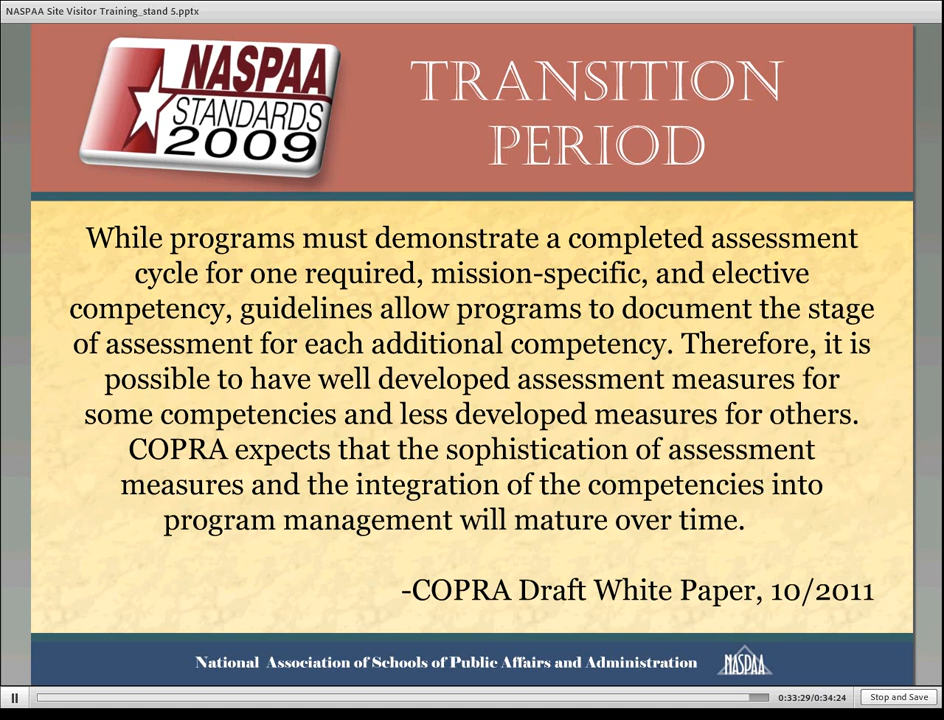 NASPAA Site Visitor Training_stand 5.pptx
NASPAA
STANDARDS
2009
TRANSITION
PERIOD
While programs must demonstrate a completed assessment
cycle for one required, mission-specific, and elective
competency, guidelines allow programs to document the stage
of assessment for each additional competency. Therefore, it is
possible to have well developed assessment measures for
some competencies and less developed measures for others.
COPRA expects that the sophistication of assessment
measures and the integration of the competencies into
program management will mature over time.
-COPRA Draft White Paper, 10/2011
National Association of Schools of Public Affairs and Administration
NASPAA
0:33:29/0:34:24
Stop and Save